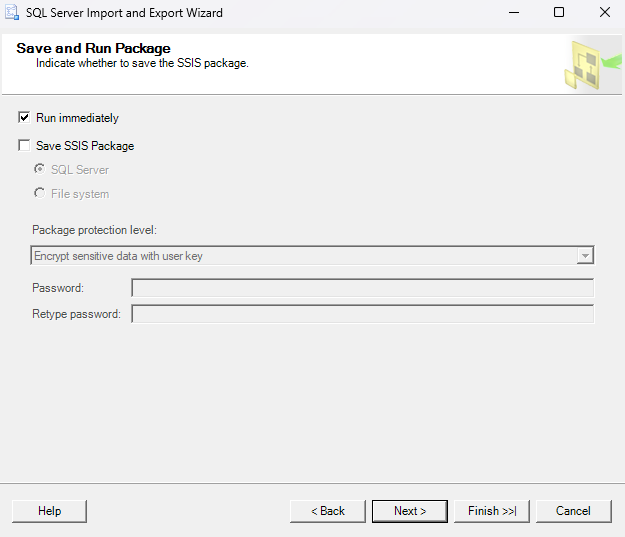 SQL Server Import and Export Wizard
Save and Run Package
Indicate whether to save the SSIS package.
Run immediately
Save SSIS Package
SQL Server
File system
Package protection level:
Encrypt sensitive data with user key
Password:
Retype password:
Help
< Back
Next >
Finish >>|
Cancel